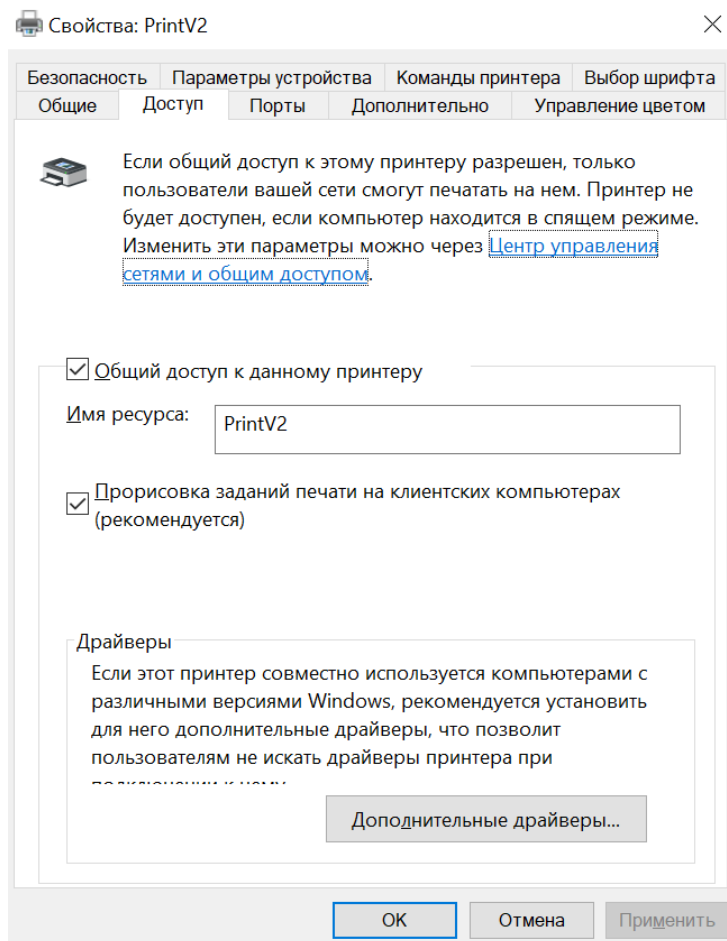 Свойства: PrintV2
Безопасность Параметры устройства Команды принтера Выбор шрифта
Общие Доступ Порты Дополнительно Управление цветом
Если общий доступ к этому принтеру разрешен, только
пользователи вашей сети смогут печатать на нем. Принтер не
будет доступен, если компьютер находится в спящем режиме.
Изменить эти параметры можно через Центр управления
сетями и общим доступом.
Общий доступ к данному принтеру
Имя ресурса: PrintV2
Прорисовка заданий печати на клиентских компьютерах
(рекомендуется)
Драйверы
Если этот принтер совместно используется компьютерами с
различными версиями Windows, рекомендуется установить
для него дополнительные драйверы, что позволит
пользователям не искать драйверы принтера при
Дополнительные драйверы...
OK Отмена Применить